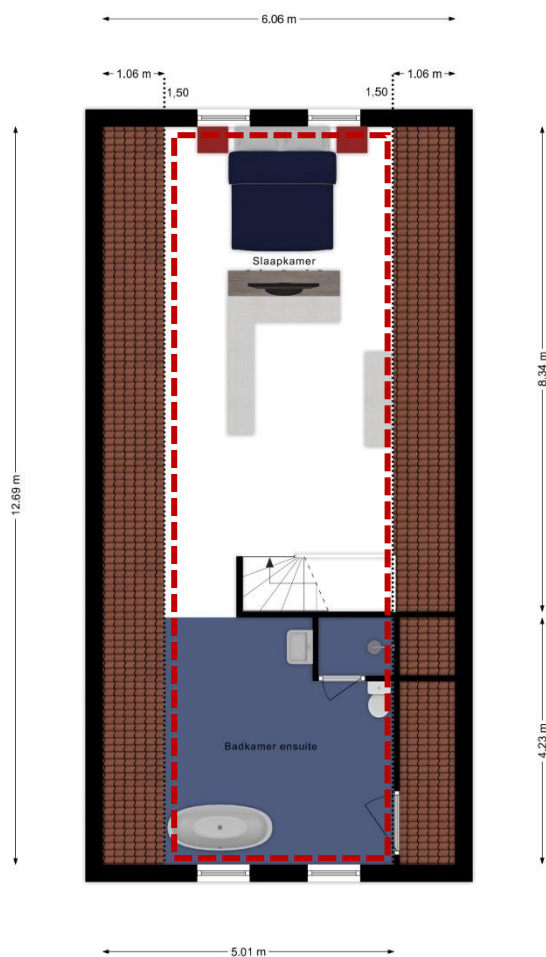 6.06 m
1.06 m
1.06 m
1,50
1,50
Slaapkamer
8.34 m
12.69 m
Badkamer ensuite
4.23 m
5.01 m